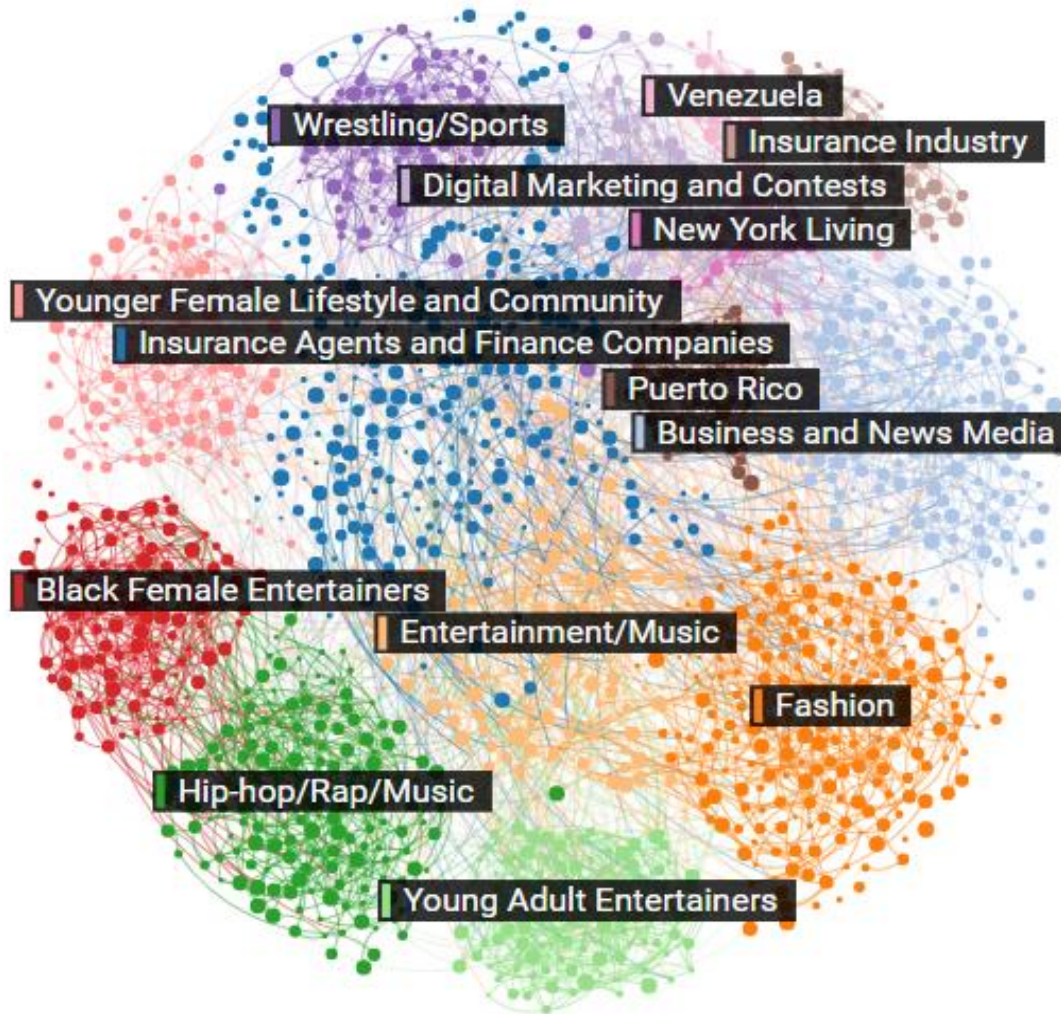 Venezuela
Wrestling/Sports
Insurance Industry
Digital Marketing and Contests
New York Living
Younger Female Lifestyle and Community
Insurance Agents and Finance Companies
Puerto Rico
Business and News Media
Black Female Entertainers
Entertainment/Music
Fashion
Hip-hop/Rap/Music
Young Adult Entertainers